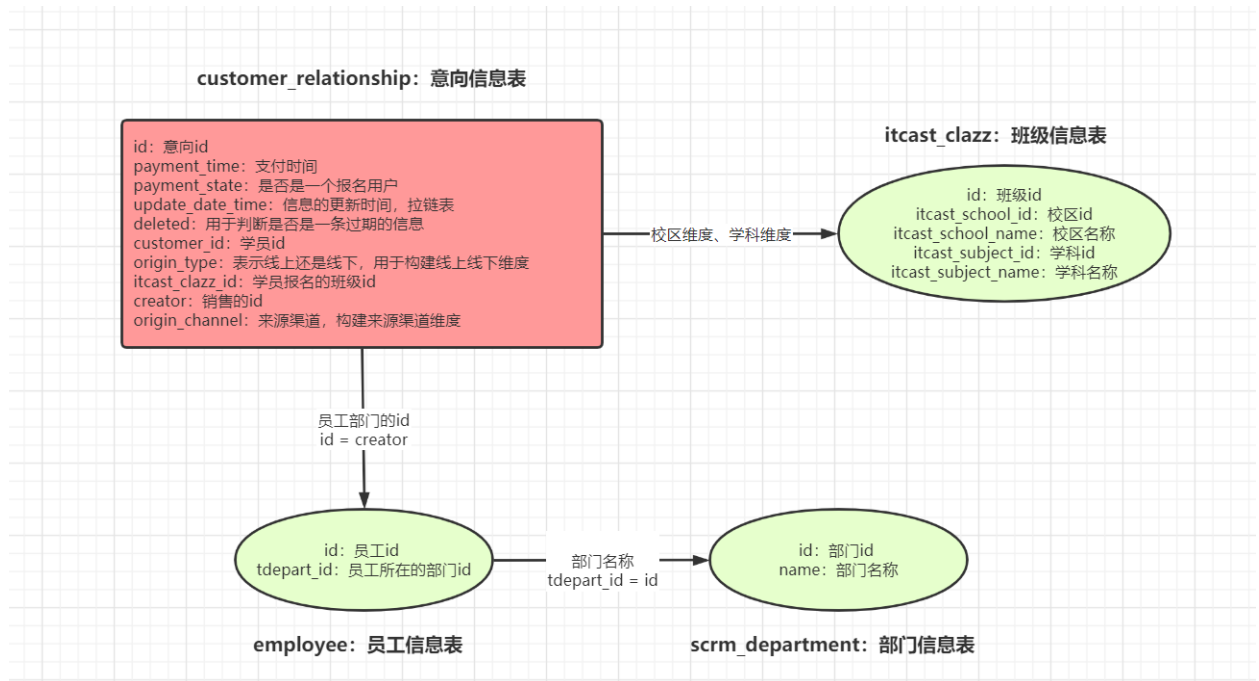 customer_relationship：意向信息表
id：意向id
payment_time：支付时间
payment_state：是否是一个报名用户
update_date_time：信息的更新时间，拉链表
deleted：用于判断是否是一条过期的信息
customer_id：学员id
origin_type：表示线上还是线下，用于构建线上线下维度
itcast_clazz_id：学员报名的班级id
creator：销售的id
origin_channel：来源渠道，构建来源渠道维度
校区维度、学科维度
itcast_clazz：班级信息表
id：班级id
itcast_school_id：校区id
itcast_school_name：校区名称
itcast_subject_id：学科id
itcast_subject_name：学科名称
员工部门的id
id = creator
id：员工id
tdepart_id：员工所在的部门id
employee：员工信息表
部门名称
tdepart_id = id
id：部门id
name：部门名称
scrm_department：部门信息表